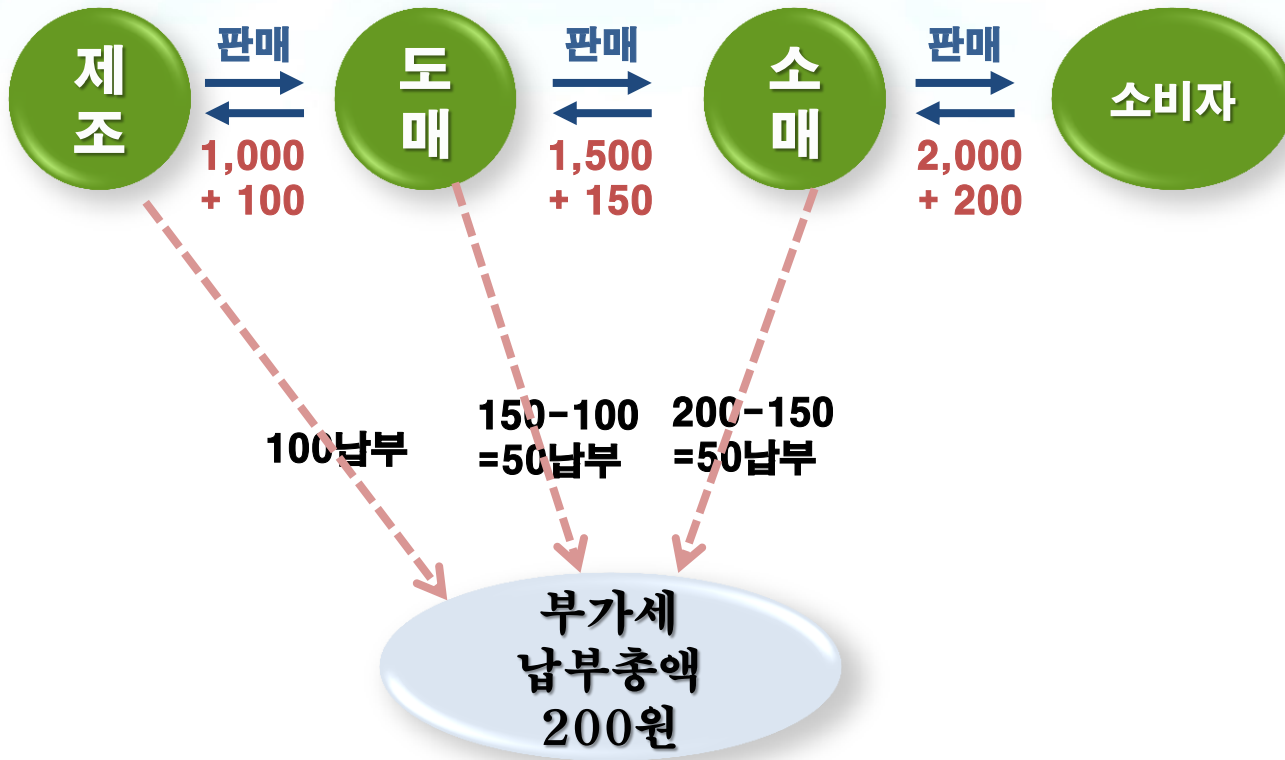 제
조
판매
1,000
+ 100
도
매
판매
1,500
+ 150
소
매
판매
2,000
+ 200
소비자
100납부
150-100
=50납부
200-150
=50납부
부가세
납부총액
200원